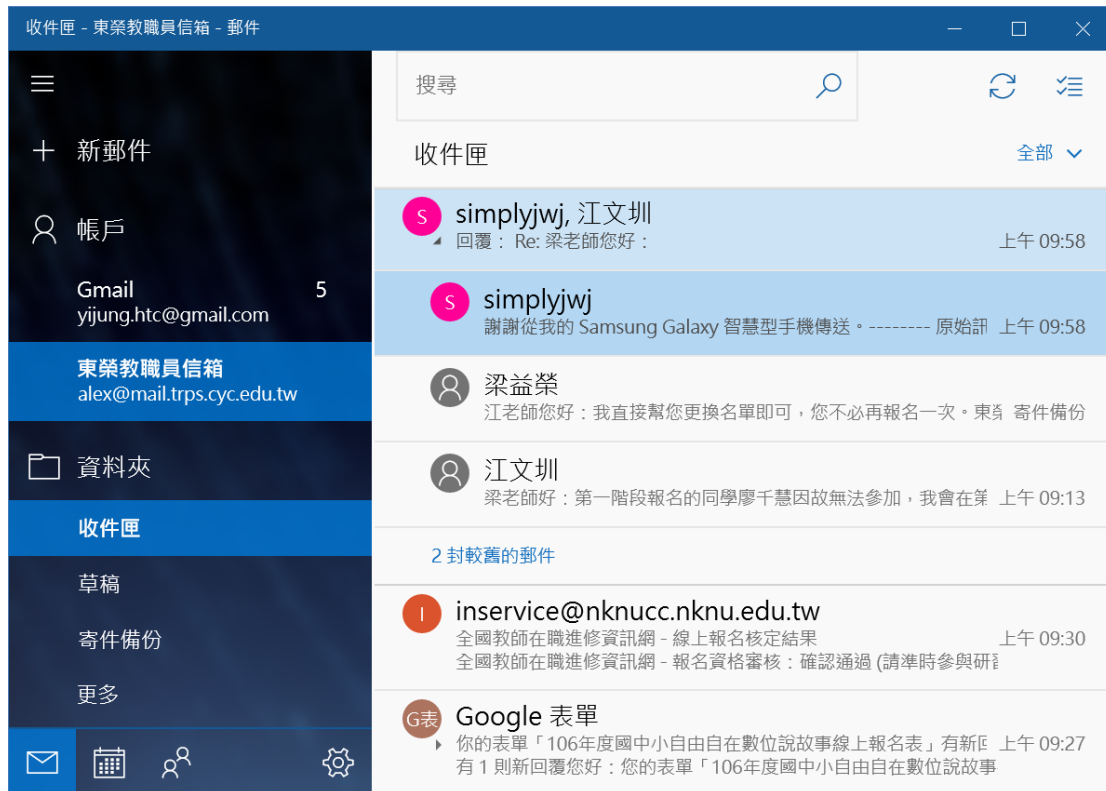 收件匣 - 東榮教職員信箱 - 郵件
新郵件
帳戶
Gmail 5
yijung.htc@gmail.com
東榮教職員信箱
alex@mail.trps.cyc.edu.tw
資料夾
收件匣
草稿
寄件備份
更多
搜尋
收件匣 全部
S simplyjwj, 江文圳
回覆： Re: 梁老師您好： 上午 09:58
S simplyjwj
謝謝從我的 Samsung Galaxy 智慧型手機傳送。-------- 原始訊 上午 09:58
梁益榮
江老師您好：我直接幫您更換名單即可，您不必再報名一次。東 寄件備份
江文圳
梁老師好：第一階段報名的同學廖千慧因故無法參加，我會在第 上午 09:13
2 封較舊的郵件
I inservice@nknucc.nknu.edu.tw
全國教師在職進修資訊網 - 線上報名核定結果 上午 09:30
全國教師在職進修資訊網 - 報名資格審核：確認通過 (請準時參與研
G表 Google 表單
你的表單「106年度國中小自由自在數位說故事線上報名表」有新 上午 09:27
有 1 則新回覆您好：您的表單「106年度國中小自由自在數位說故事